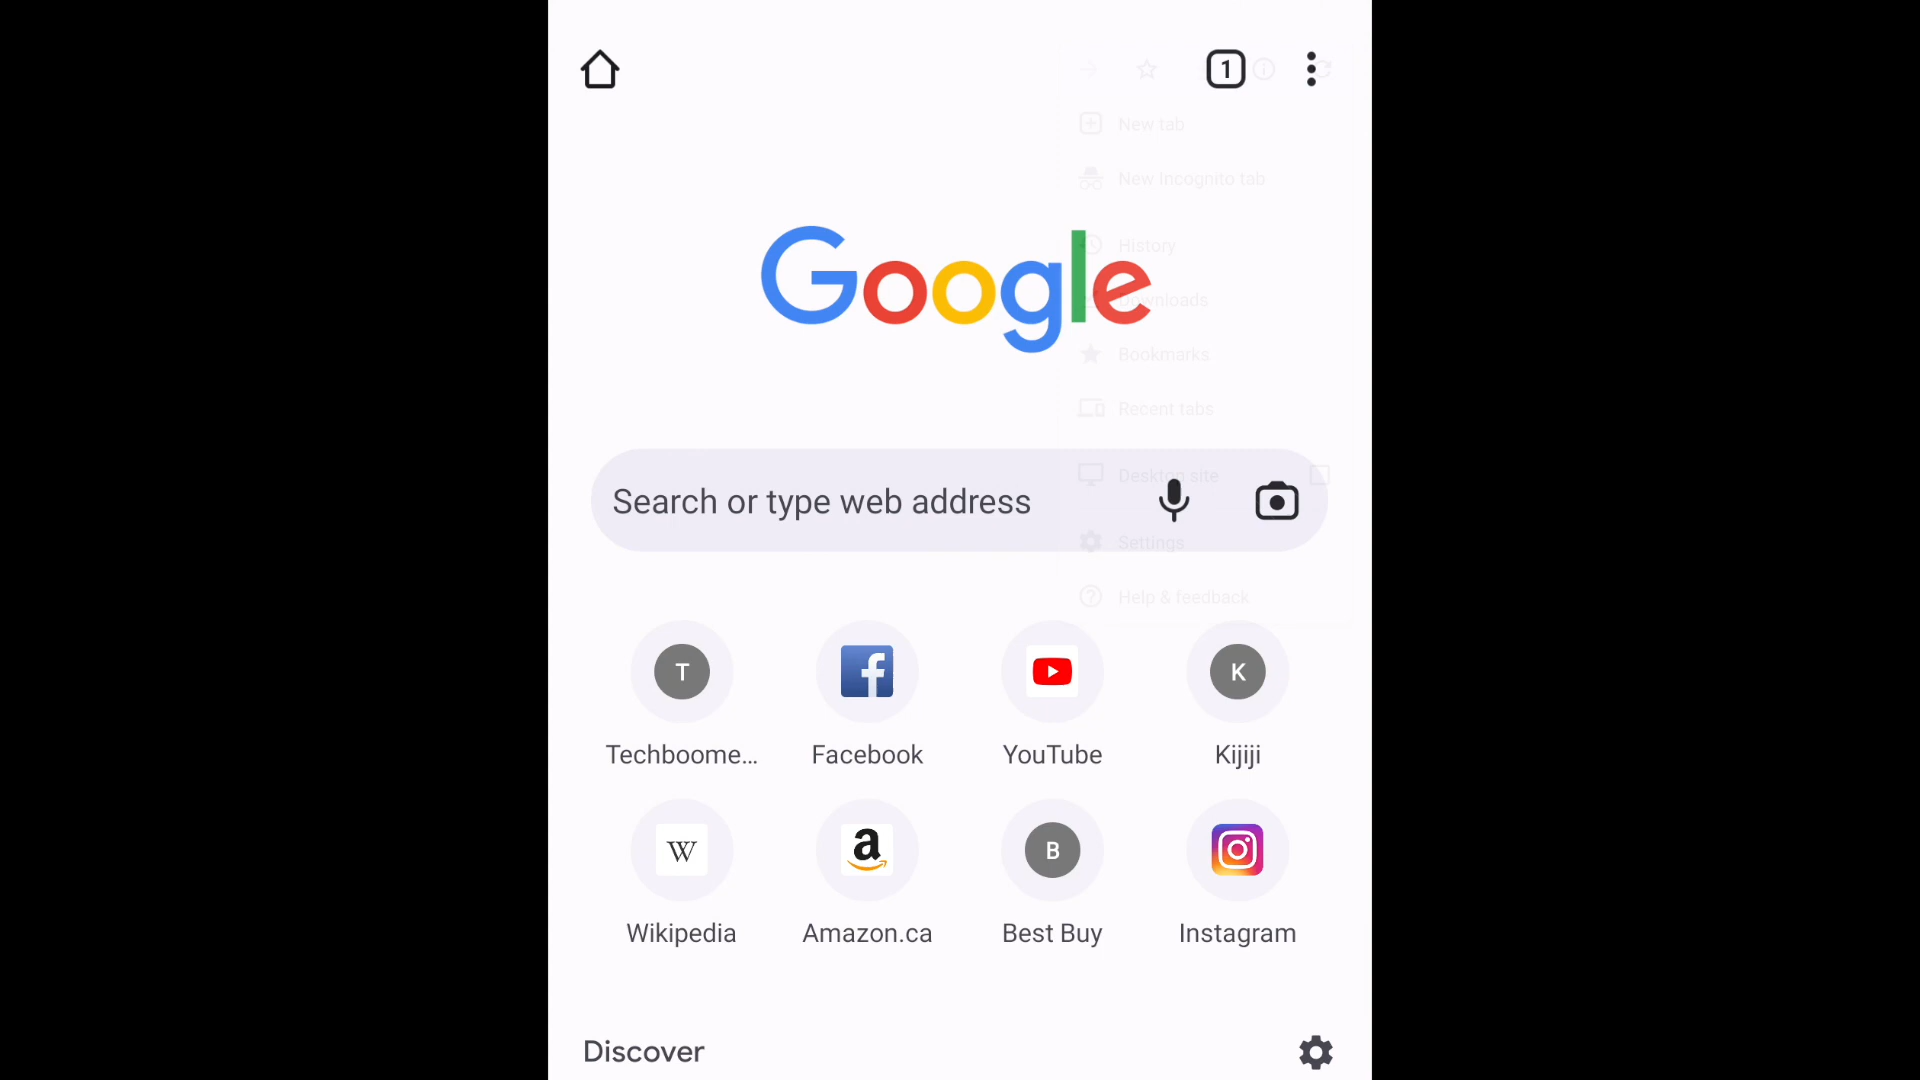 1
New tab
New Incognito tab
History
Google
Downloads
Bookmarks
Recent tabs
Desktop site
Search or type web address
Settings
Help & feedback
T
K
Techboome...
Facebook
YouTube
Kijiji
W
a
B
Wikipedia
Amazon.ca
Best Buy
Instagram
Discover